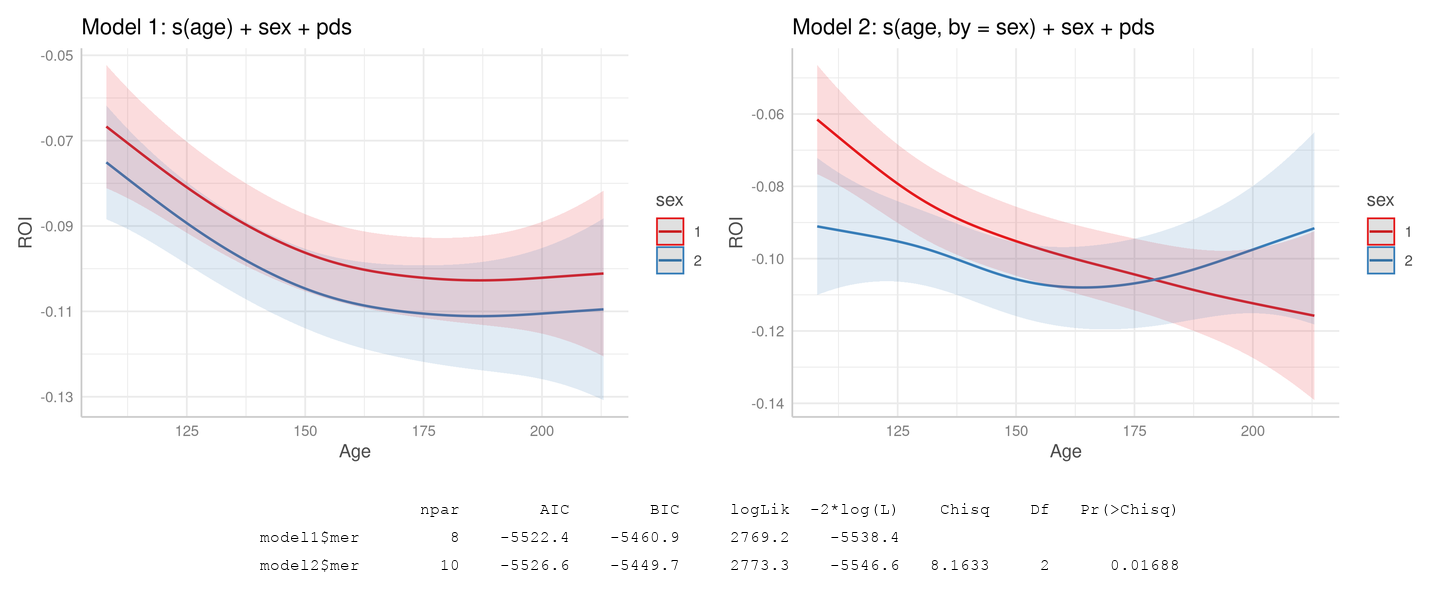 Model 1: s(age) + sex + pds
-0.05
-0.07
-0.09
-0.11
-0.13
ROI
125 150 175 200
Age
sex
1
2
Model 2: s(age, by = sex) + sex + pds
-0.06
-0.08
-0.10
-0.12
-0.14
ROI
125 150 175 200
Age
sex
1
2
npar AIC BIC logLik -2*log(L) Chisq Df Pr(>Chisq)
model1$mer 8 -5522.4 -5460.9 2769.2 -5538.4
model2$mer 10 -5526.6 -5449.7 2773.3 -5546.6 8.1633 2 0.01688